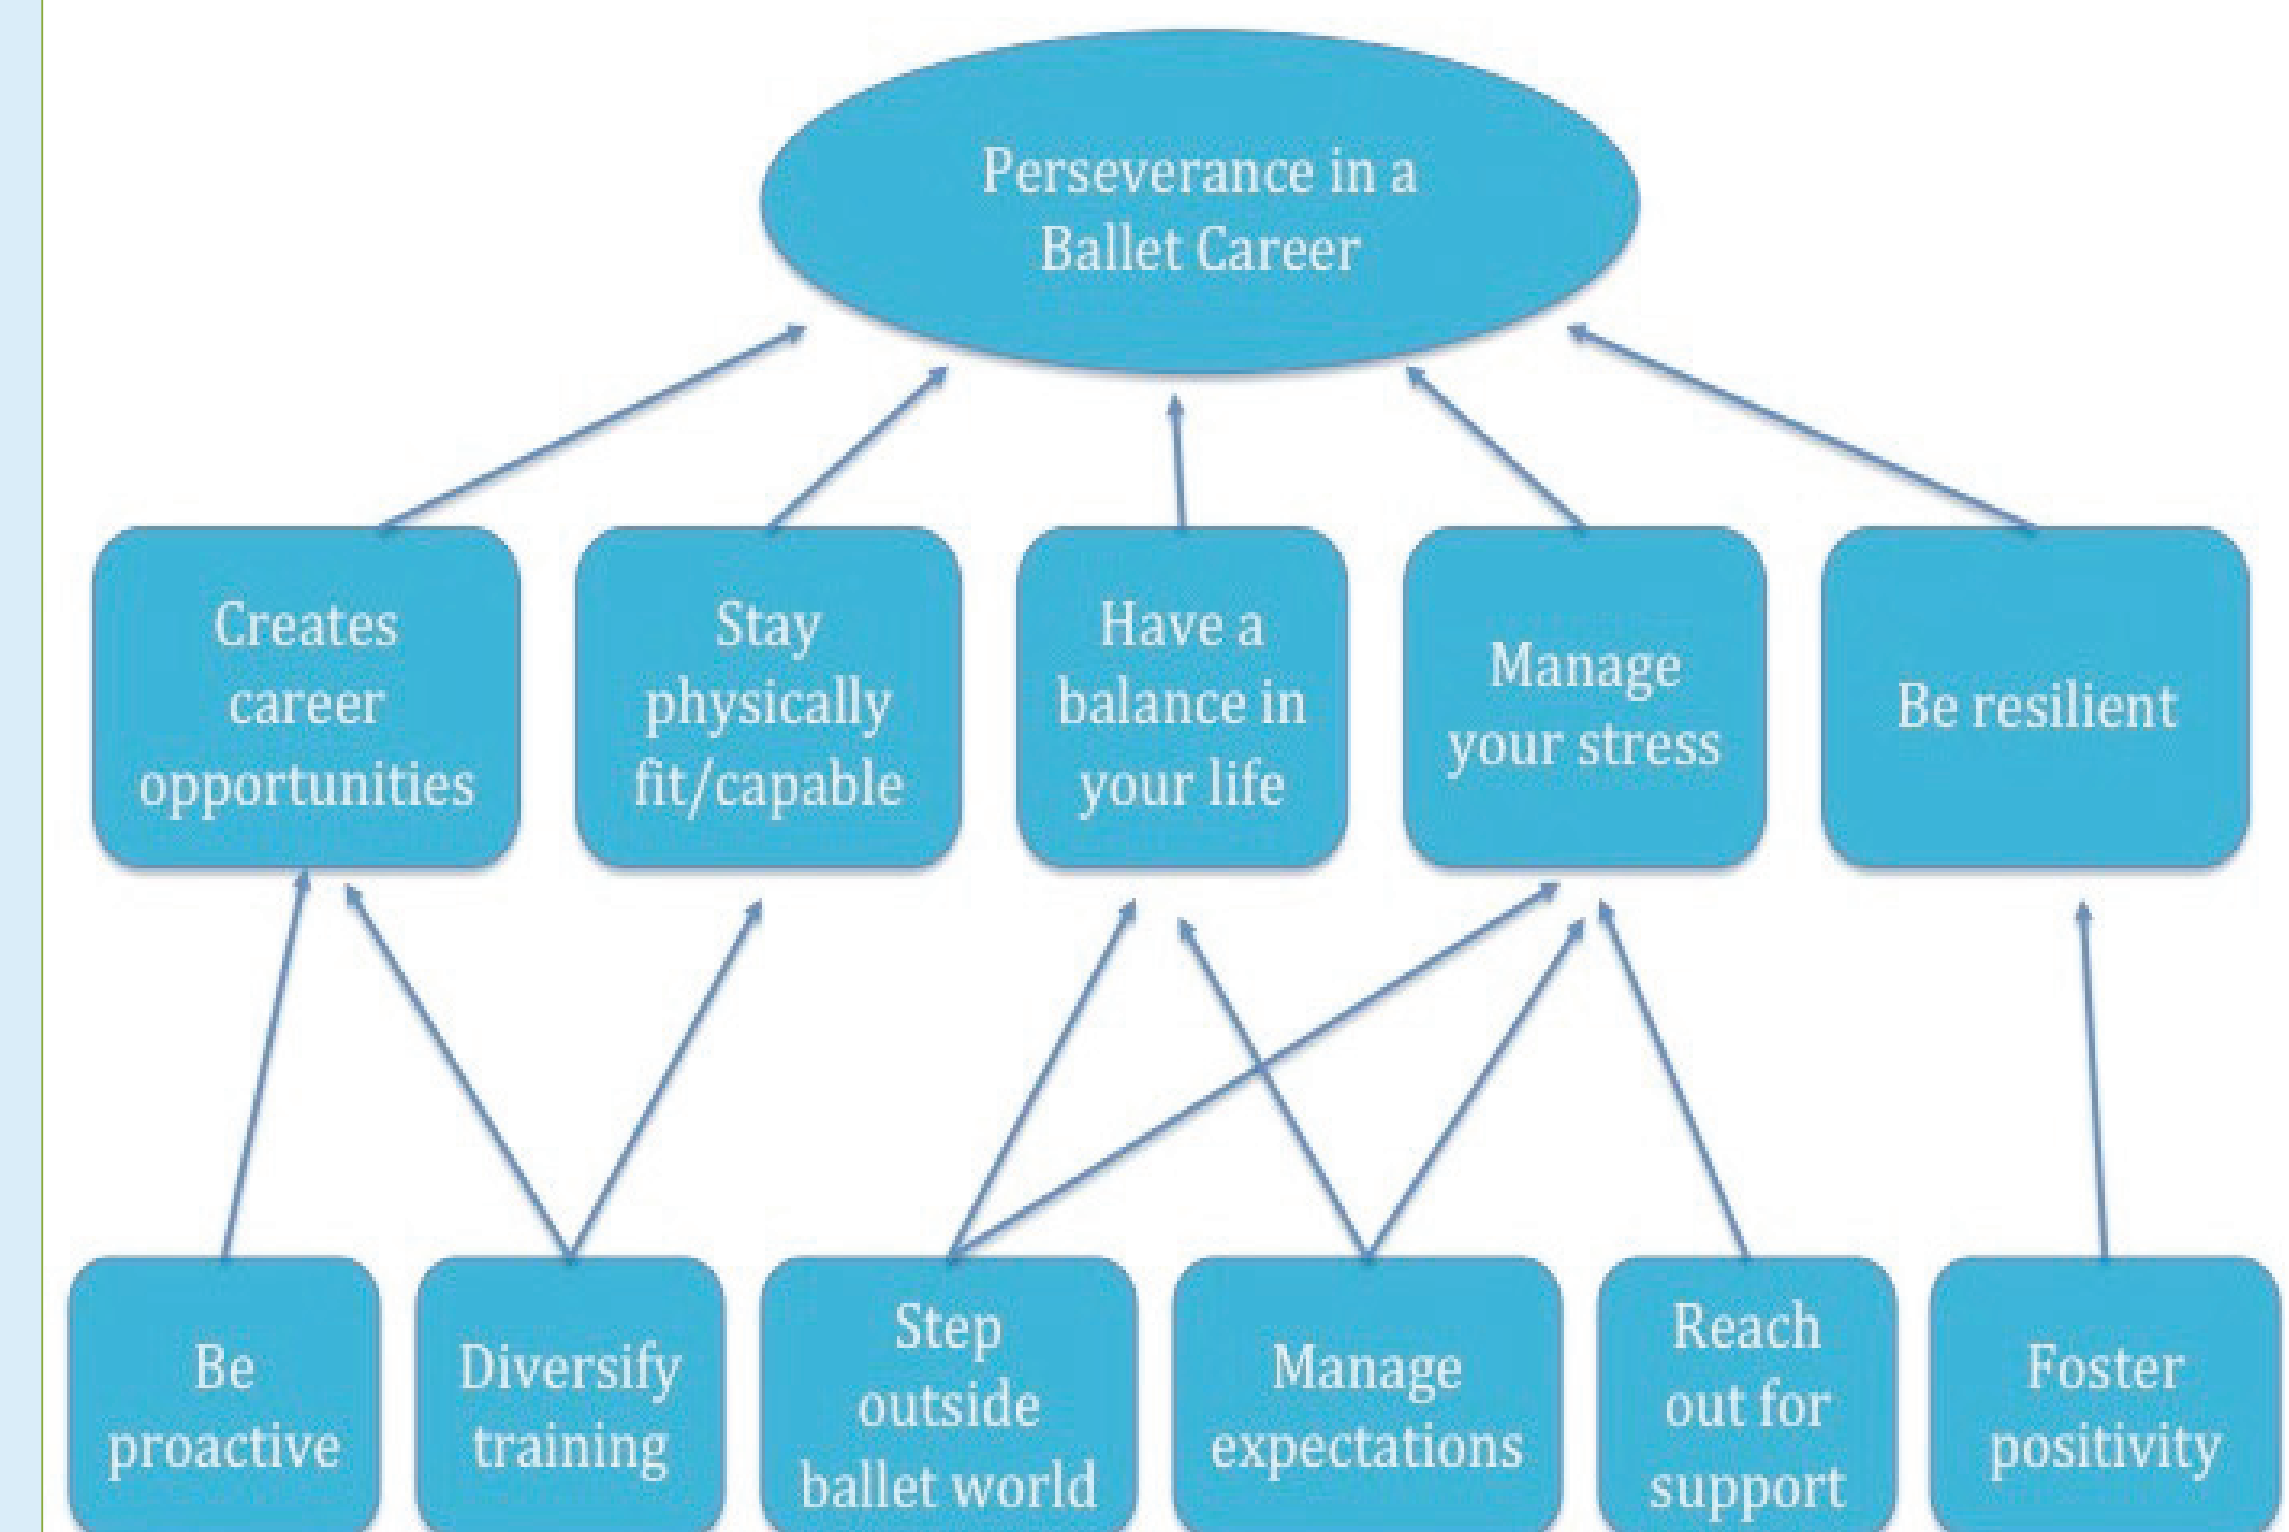 Perseverance in a
Ballet Career
Creates
career
opportunities
Stay
physically
fit/capable
Have a
balance in
your life
Manage
your stress
Be resilient
Be
proactive
Diversify
training
Step
outside
ballet world
Manage
expectations
Reach
out for
support
Foster
positivity